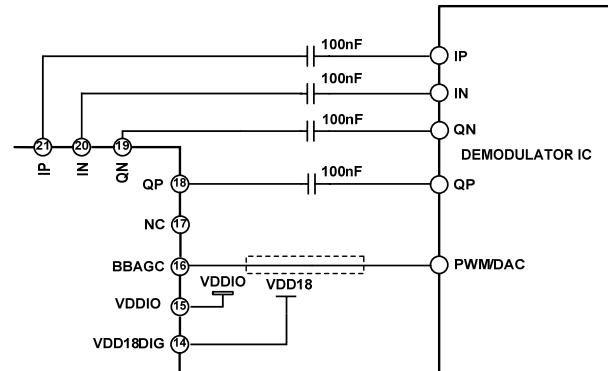 100nF
IP
100nF
IN
100nF
QN
DEMODULATOR IC
21
20
19
IP
IN
QN
QP
18
100nF
QP
NC
17
BBAGC
16
PWM/DAC
VDDIO
VDD18
VDDIO
15
VDD18DIG
14